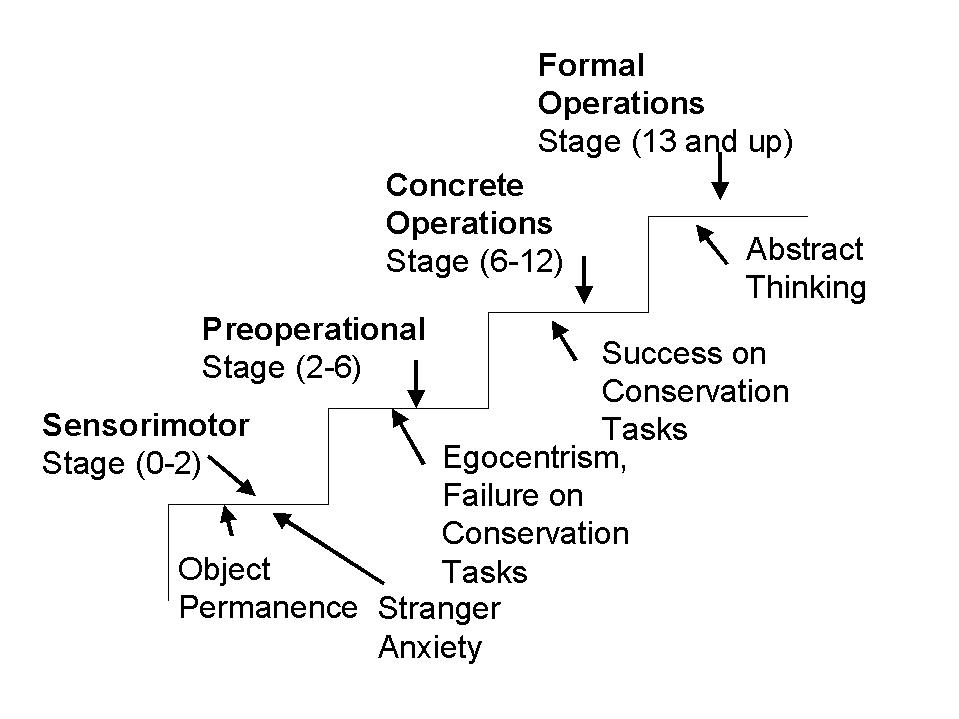 Formal
Operations
Stage (13 and up)
Concrete
Operations
Stage (6-12)
Abstract
Thinking
Preoperational
Stage (2-6)
Success on
Conservation
Tasks
Sensorimotor
Stage (0-2)
Egocentrism,
Failure on
Conservation
Tasks
Object
Permanence
Stranger
Anxiety